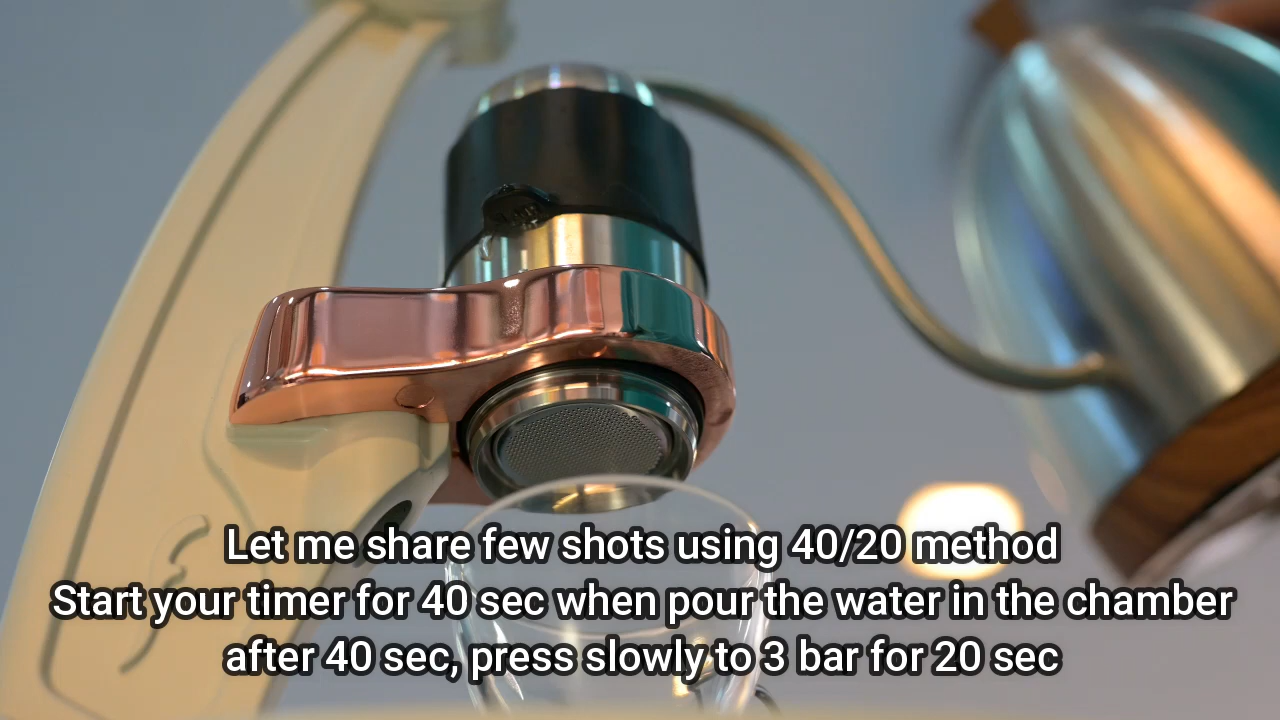 Let me share few shots using 40/20 method
Start your timer for 40 sec when pour the water in the chamber
after 40 sec, press slowly to 3 bar for 20 sec